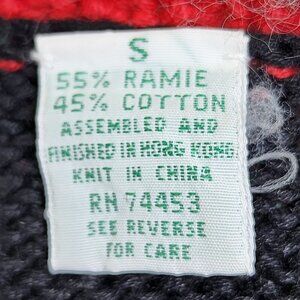 S
55% RAMIE
45% COTTON
ASSEMBLED AND
FINISHED IN HONG KONG
KNIT IN CHINA
RN 74453
SEE REVERSE
FOR CARE